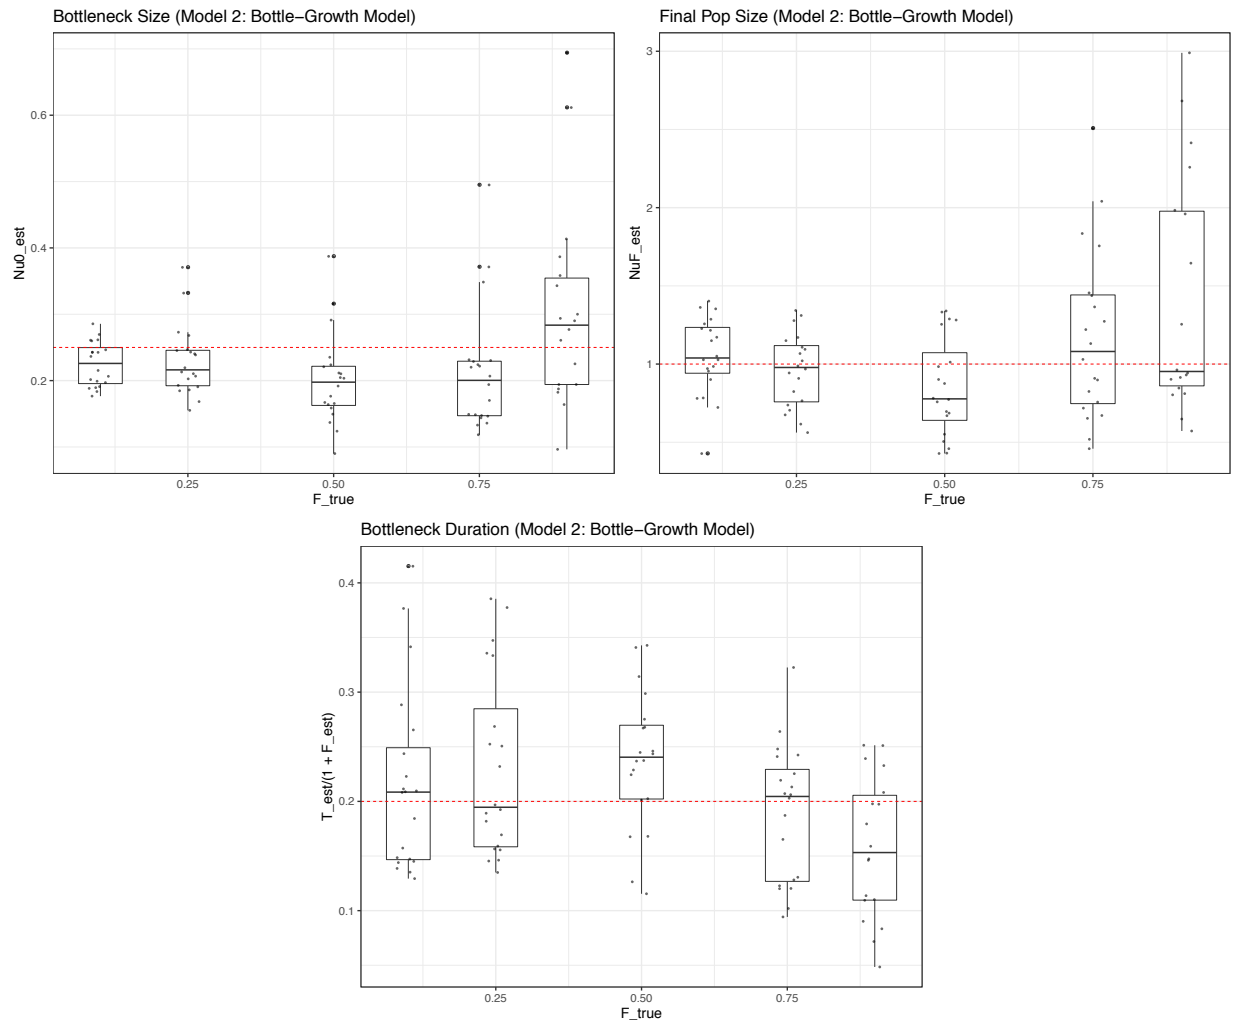 Bottleneck Size (Model 2: Bottle−Growth Model)
Nu0_est
0.6
0.4
0.2
0.25
0.50
0.75
F_true
Final Pop Size (Model 2: Bottle−Growth Model)
NuF_est
3
2
1
0.25
0.50
0.75
F_true
Bottleneck Duration (Model 2: Bottle−Growth Model)
T_est/(1 + F_est)
0.4
0.3
0.2
0.1
0.25
0.50
0.75
F_true